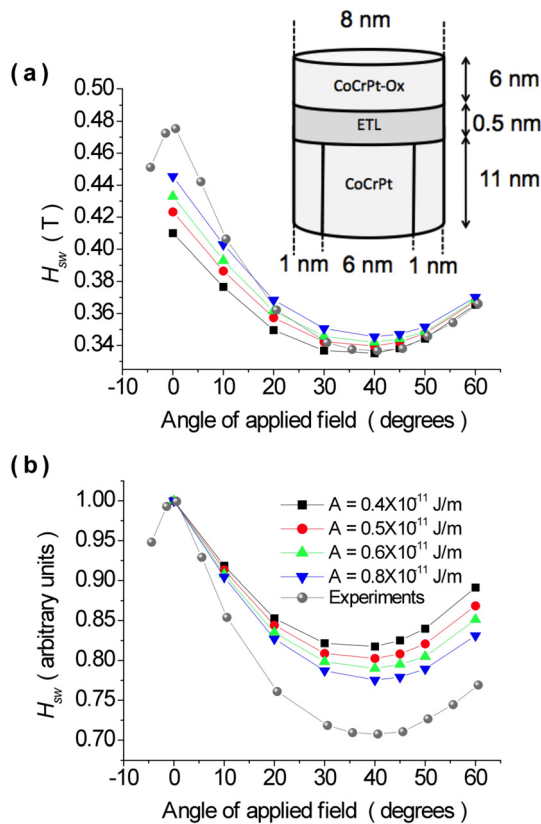 8 nm
(a)
CoCrPt-Ox
6 nm
ETL
0.5 nm
CoCrPt
11 nm
1 nm 6 nm 1 nm
0.50
0.48
0.46
0.44
0.42
0.40
0.38
0.36
0.34
Hsw (T)
-10 0 10 20 30 40 50 60
Angle of applied field ( degrees )
(b)
A = 0.4X10¹¹ J/m
A = 0.5X10¹¹ J/m
A = 0.6X10¹¹ J/m
A = 0.8X10¹¹ J/m
Experiments
1.00
0.95
0.90
0.85
0.80
0.75
0.70
Hsw ( arbitrary units )
-10 0 10 20 30 40 50 60
Angle of applied field ( degrees )